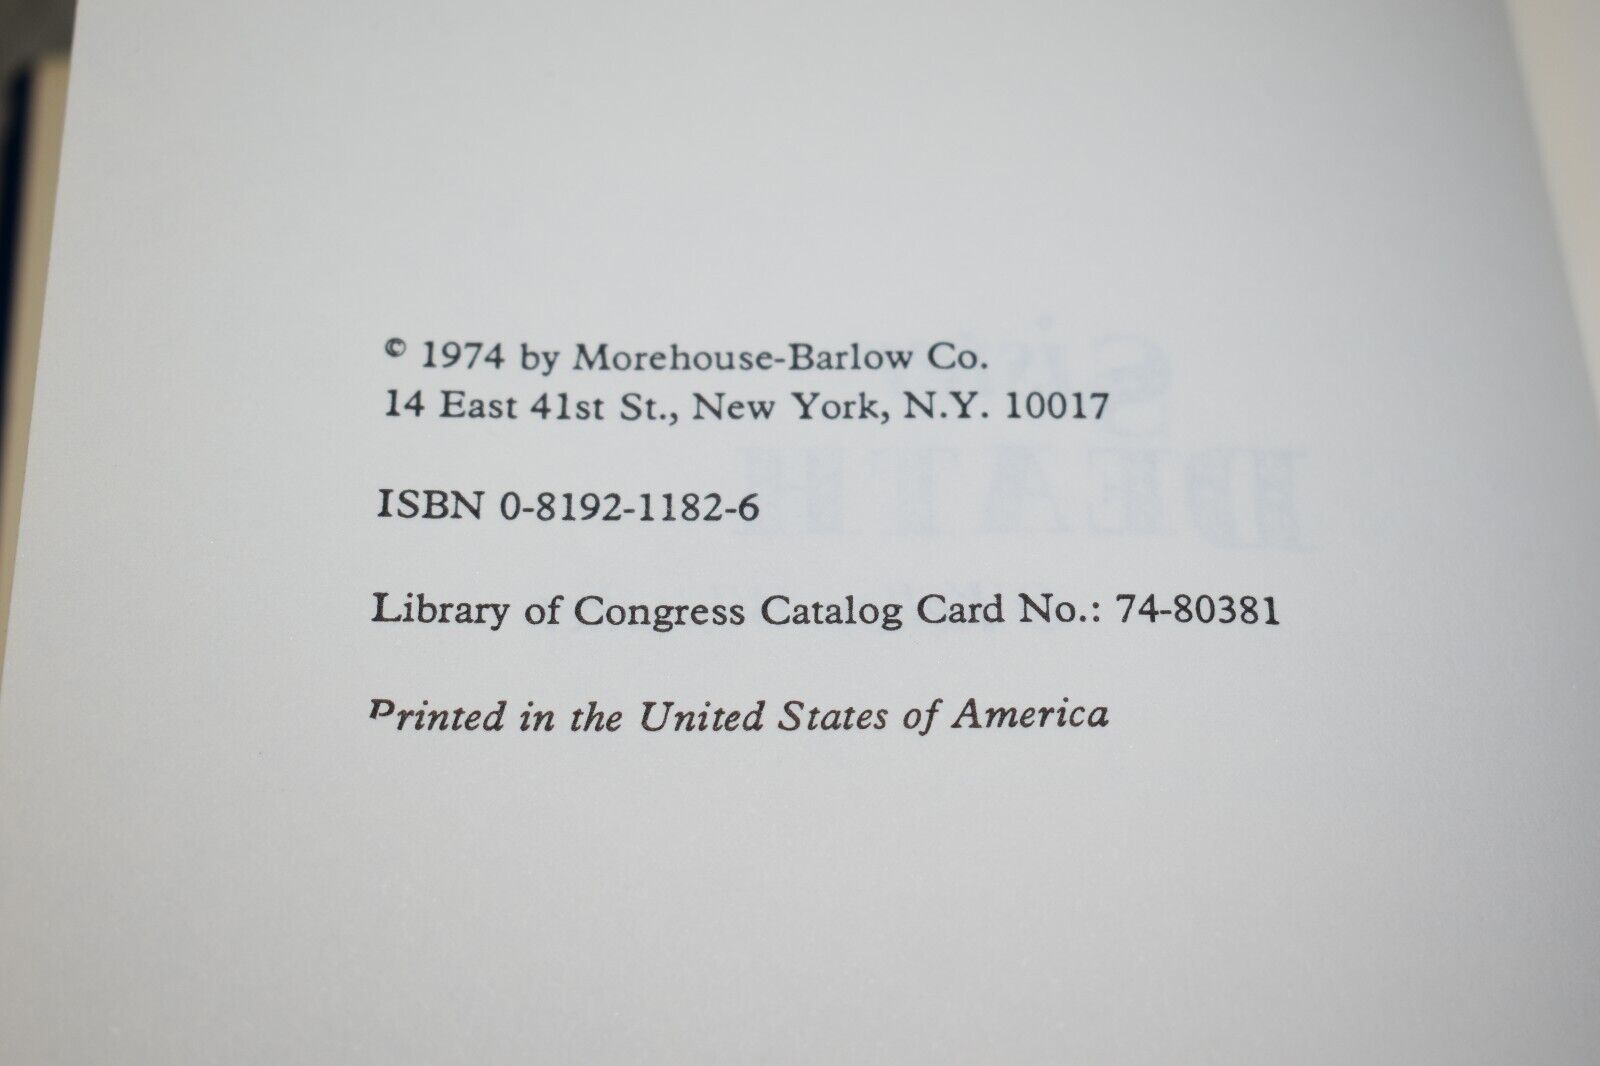 © 1974 by Morehouse-Barlow Co.
14 East 41st St., New York, N.Y. 10017
ISBN 0-8192-1182-6
Library of Congress Catalog Card No.: 74-80381
Printed in the United States of America
DEATH